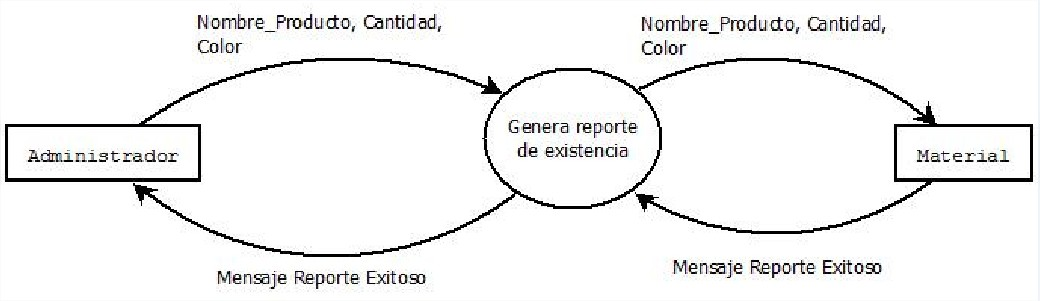 Nombre_Producto, Cantidad,
Color
Nombre_Producto, Cantidad,
Color
Administrador
Genera reporte
de existencia
Material
Mensaje Reporte Exitoso
Mensaje Reporte Exitoso